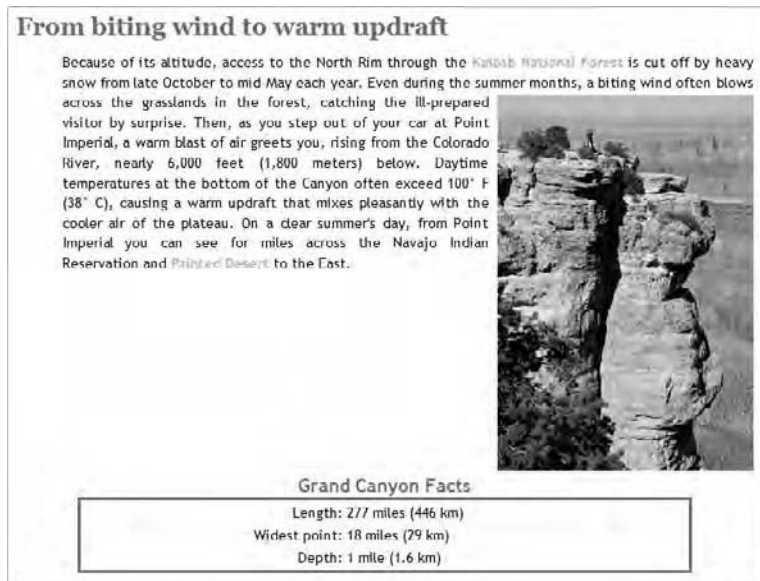 From biting wind to warm updraft
Because of its altitude, access to the North Rim through the Kaibab National Forest is cut off by heavy
snow from late October to mid-May each year. Even during the summer months, a biting wind often blows
across the grasslands in the forest, catching the ill-prepared
visitor by surprise. Then, as you step out of your car at Point
Imperial, a warm blast of air greets you, rising from the Colorado
River, nearly 6,000 feet (1,800 meters) below. Daytime
temperatures at the bottom of the Canyon often exceed 100° F
(38° C), causing a warm updraft that mixes pleasantly with the
cooler air of the plateau. On a clear summer's day, from Point
Imperial you can see for miles across the Navajo Indian
Reservation and Painted Desert to the East.
Grand Canyon Facts
Length: 277 miles (446 km)
Widest point: 18 miles (29 km)
Depth: 1 mile (1.6 km)